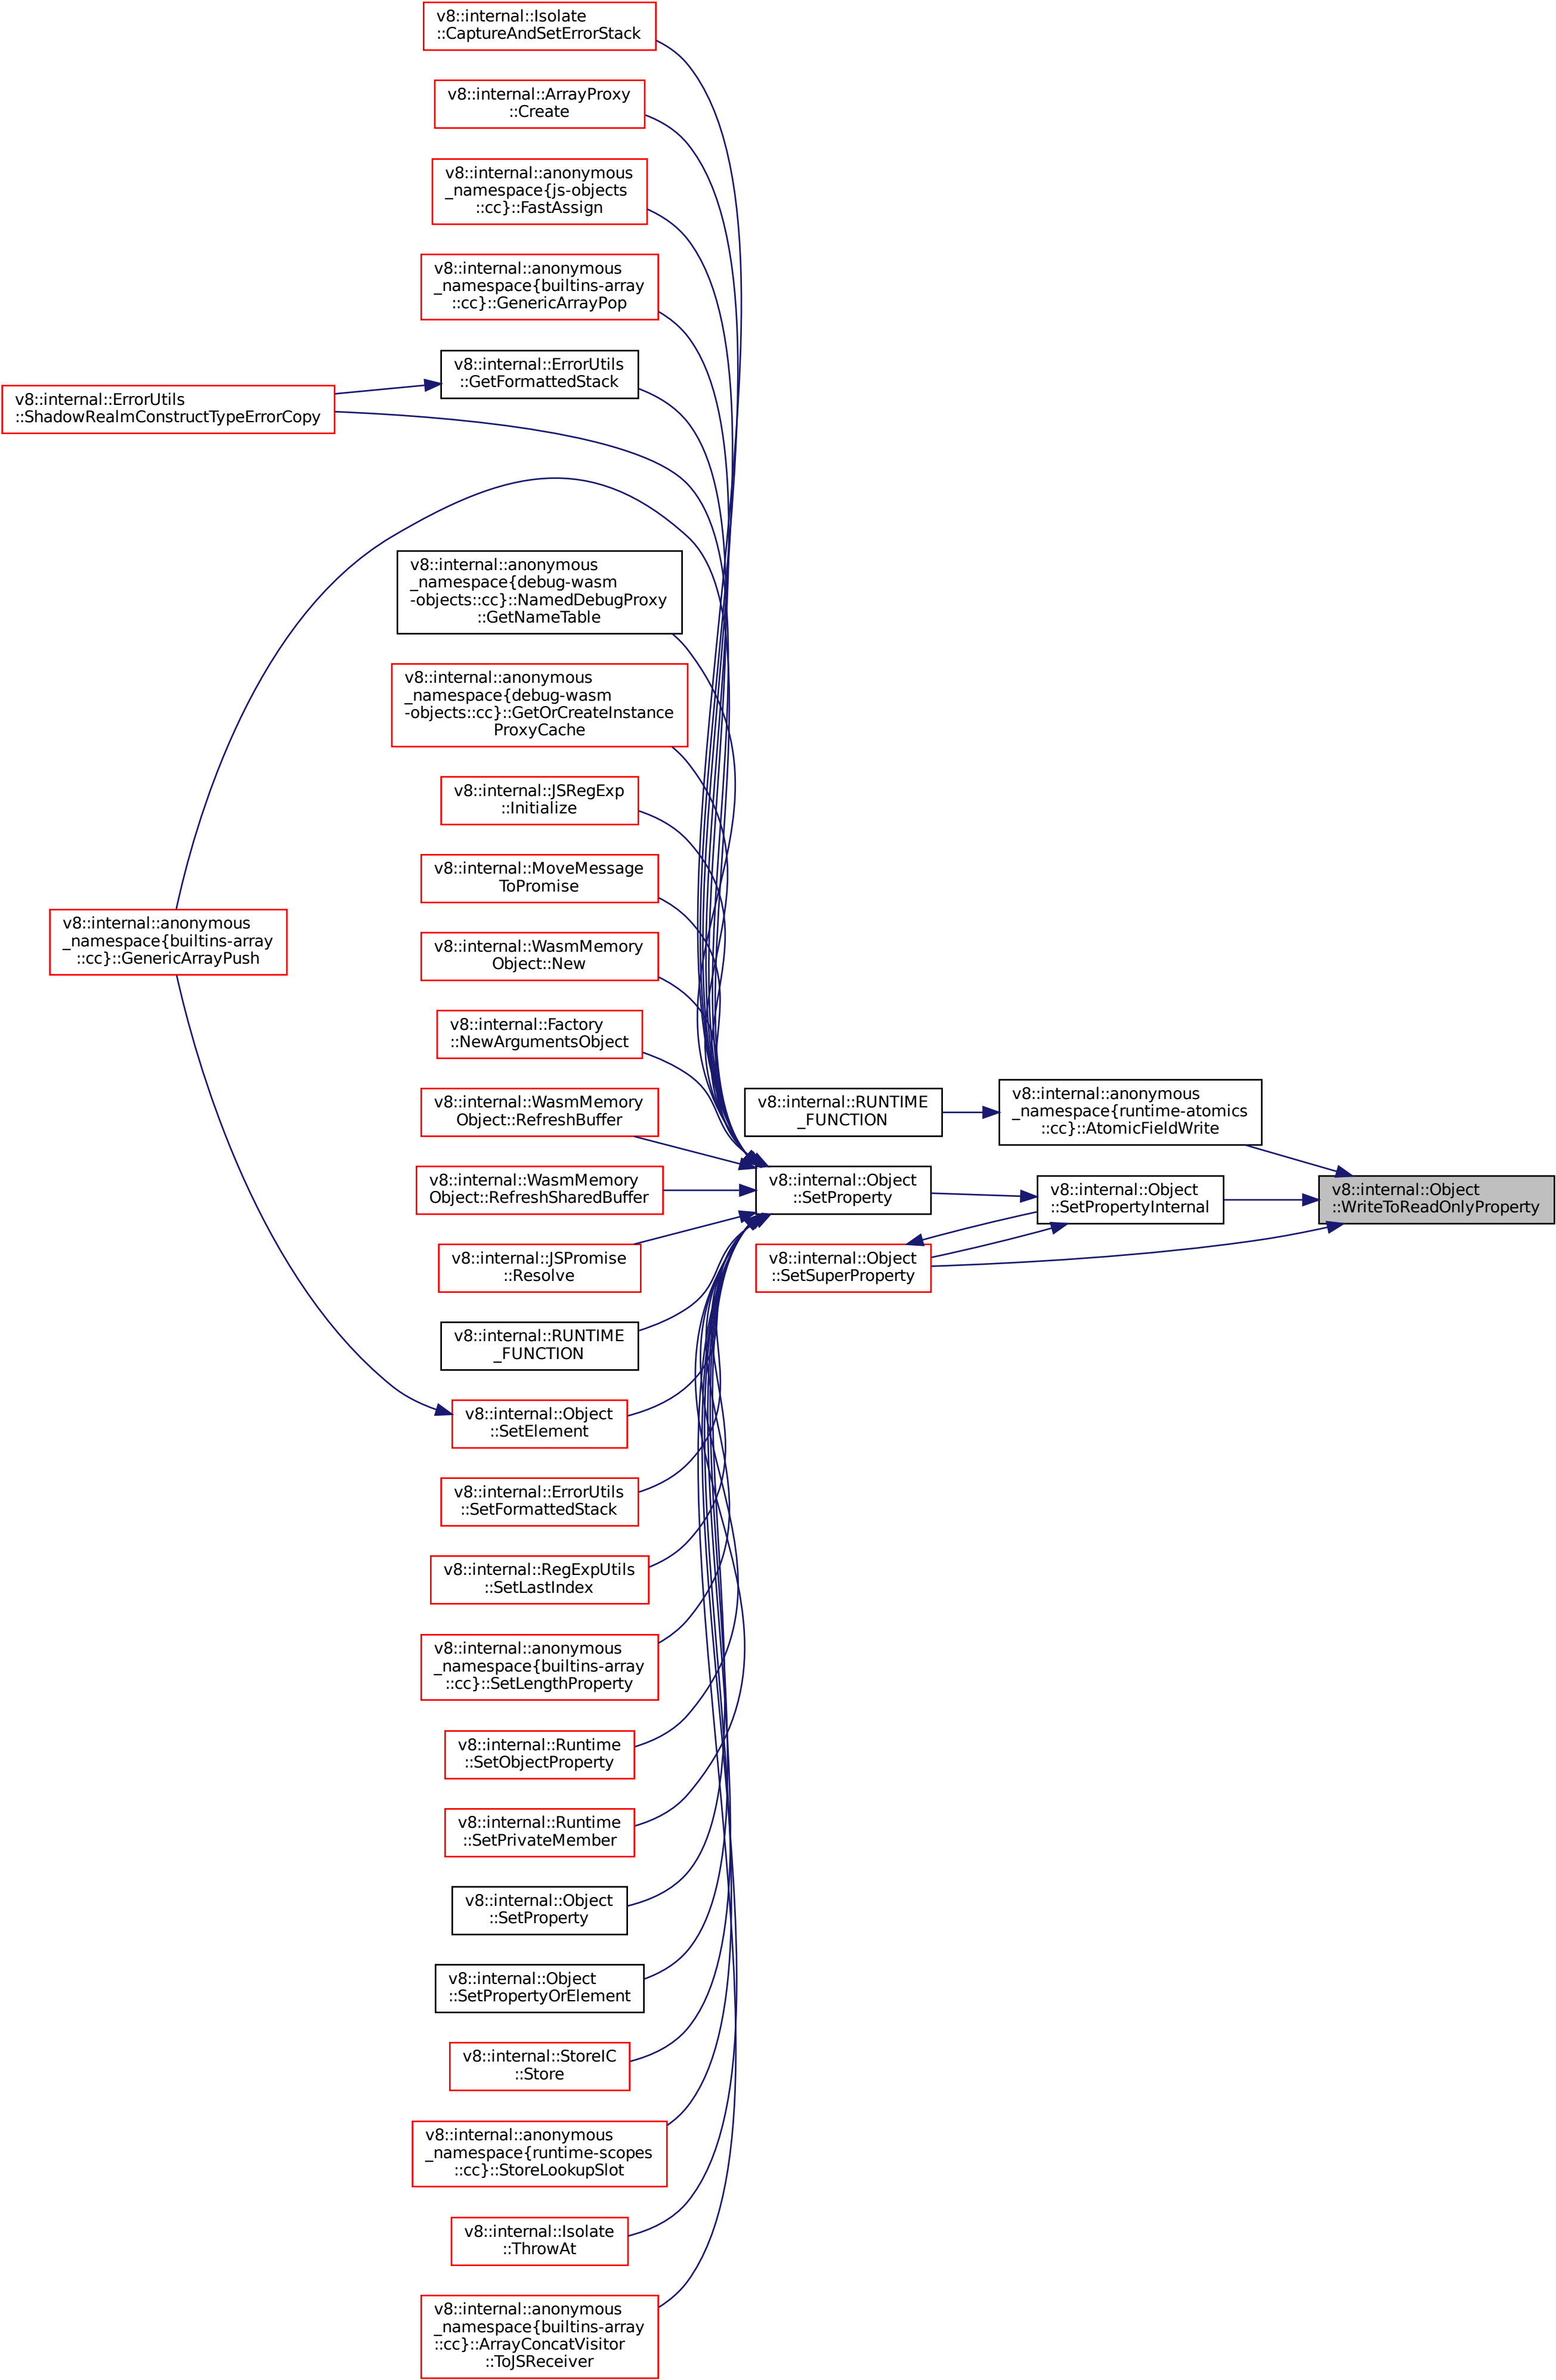 v8::internal::Isolate
::CaptureAndSetErrorStack
v8::internal::ArrayProxy
::Create
v8::internal::anonymous
_namespace{js-objects
::cc}::FastAssign
v8::internal::anonymous
_namespace{builtins-array
::cc}::GenericArrayPop
v8::internal::ErrorUtils
::GetFormattedStack
v8::internal::ErrorUtils
::ShadowRealmConstructTypeErrorCopy
v8::internal::anonymous
_namespace{debug-wasm
-objects::cc}::NamedDebugProxy
::GetNameTable
v8::internal::anonymous
_namespace{debug-wasm
-objects::cc}::GetOrCreateInstance
ProxyCache
v8::internal::JSRegExp
::Initialize
v8::internal::MoveMessage
ToPromise
v8::internal::anonymous
_namespace{builtins-array
::cc}::GenericArrayPush
v8::internal::WasmMemory
Object::New
v8::internal::Factory
::NewArgumentsObject
v8::internal::WasmMemory
Object::RefreshBuffer
v8::internal::RUNTIME
_FUNCTION
v8::internal::anonymous
_namespace{runtime-atomics
::cc}::AtomicFieldWrite
v8::internal::WasmMemory
Object::RefreshSharedBuffer
v8::internal::Object
::SetProperty
v8::internal::Object
::SetPropertyInternal
v8::internal::Object
::WriteToReadOnlyProperty
v8::internal::JSPromise
::Resolve
v8::internal::Object
::SetSuperProperty
v8::internal::RUNTIME
_FUNCTION
v8::internal::Object
::SetElement
v8::internal::ErrorUtils
::SetFormattedStack
v8::internal::RegExpUtils
::SetLastIndex
v8::internal::anonymous
_namespace{builtins-array
::cc}::SetLengthProperty
v8::internal::Runtime
::SetObjectProperty
v8::internal::Runtime
::SetPrivateMember
v8::internal::Object
::SetProperty
v8::internal::Object
::SetPropertyOrElement
v8::internal::StoreIC
::Store
v8::internal::anonymous
_namespace{runtime-scopes
::cc}::StoreLookupSlot
v8::internal::Isolate
::ThrowAt
v8::internal::anonymous
_namespace{builtins-array
::cc}::ArrayConcatVisitor
::ToJSReceiver